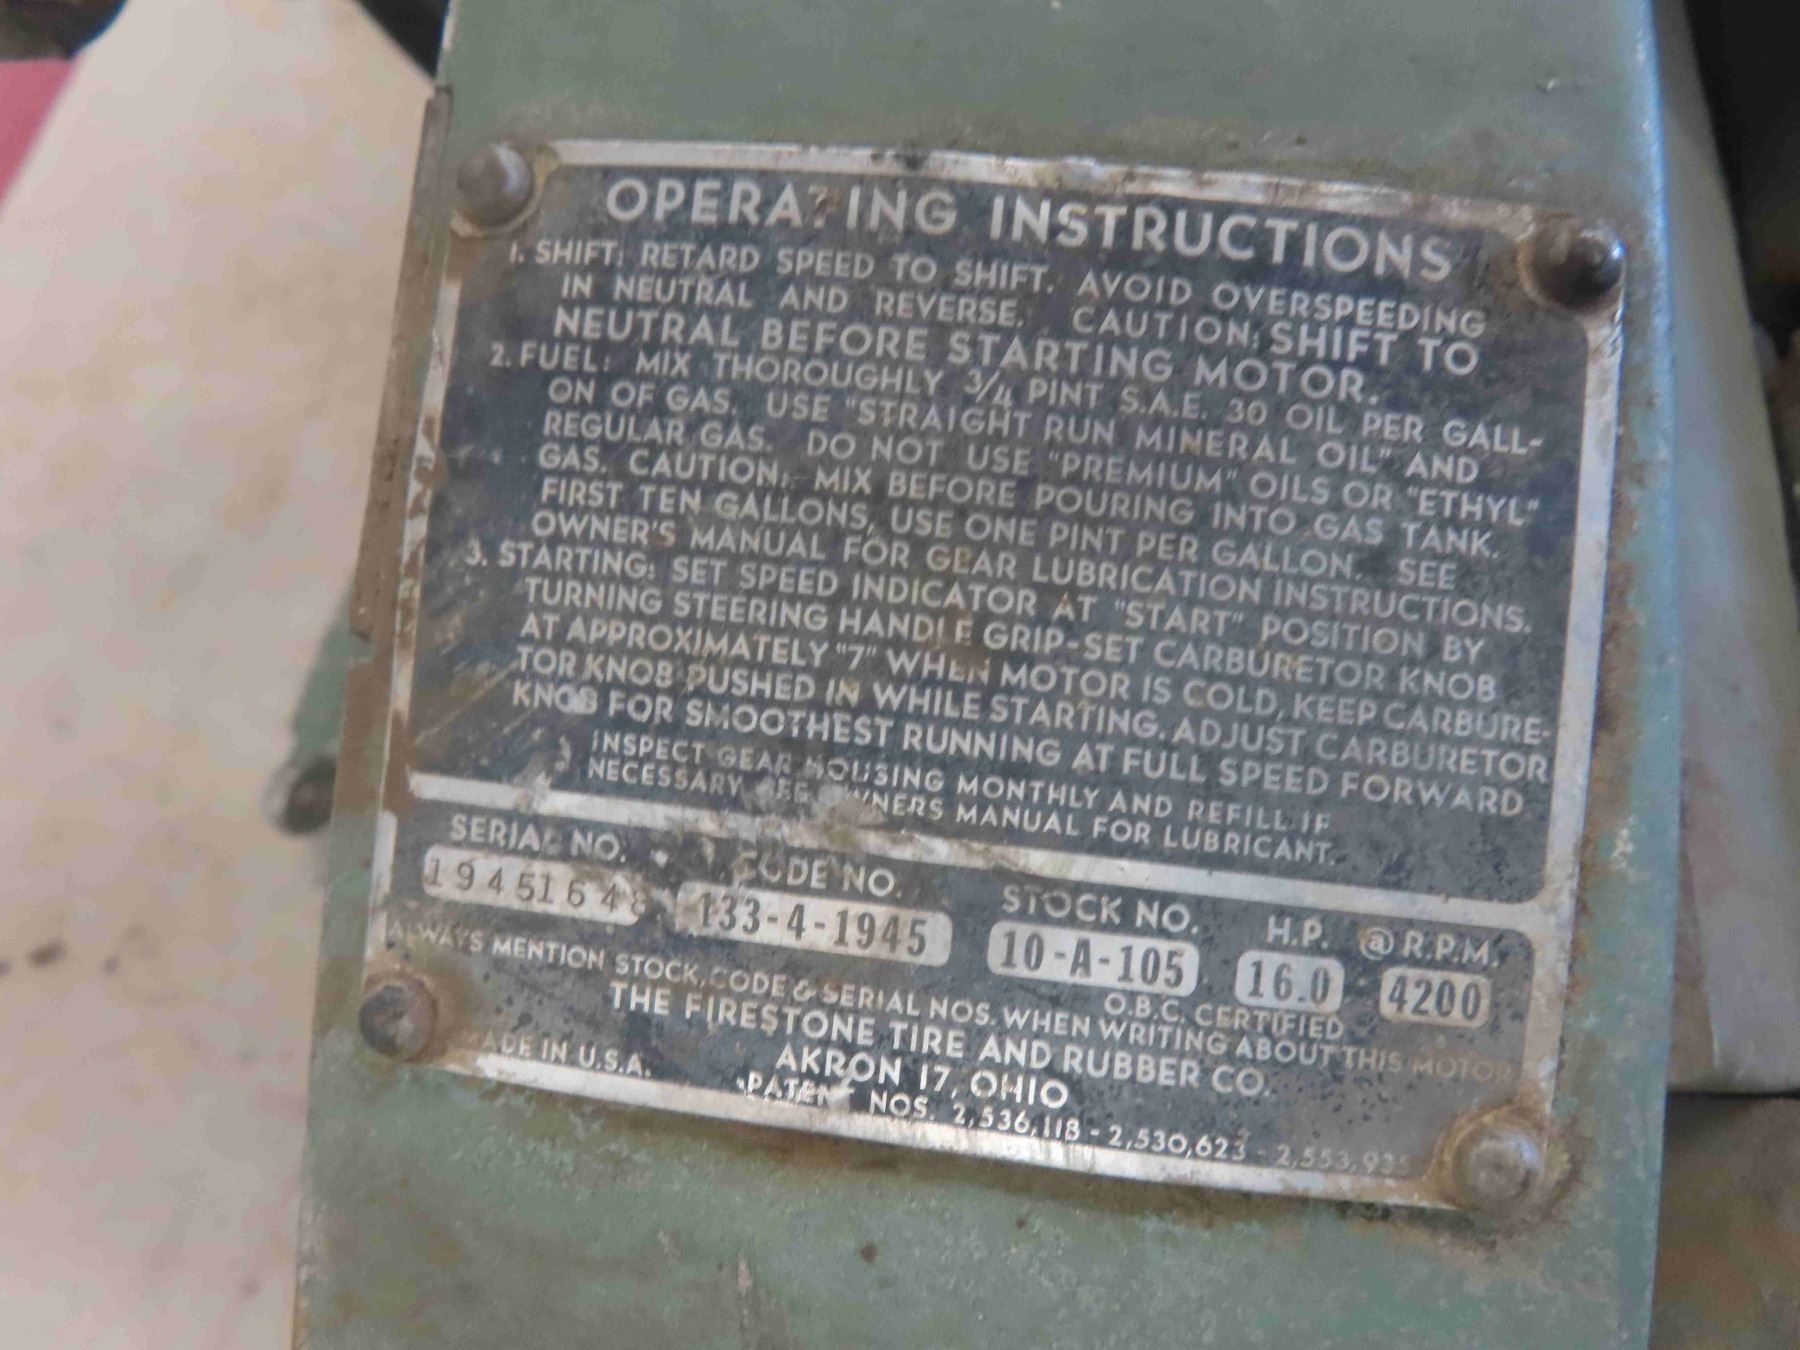 OPERATING INSTRUCTIONS
1. SHIFT: RETARD SPEED TO SHIFT. AVOID OVERSPEEDING
IN NEUTRAL AND REVERSE. CAUTION: SHIFT TO
NEUTRAL BEFORE STARTING MOTOR.
2. FUEL: MIX THOROUGHLY 3/4 PINT S.A.E. 30 OIL PER GALL-
ON OF GAS. USE "STRAIGHT RUN MINERAL OIL" AND
REGULAR GAS. DO NOT USE "PREMIUM" OILS OR "ETHYL"
GAS. CAUTION: MIX BEFORE POURING INTO GAS TANK.
FIRST TEN GALLONS, USE ONE PINT PER GALLON. SEE
OWNER'S MANUAL FOR GEAR LUBRICATION INSTRUCTIONS.
3. STARTING: SET SPEED INDICATOR AT "START" POSITION BY
TURNING STEERING HANDLE GRIP-SET CARBURETOR KNOB
AT APPROXIMATELY "7" WHEN MOTOR IS COLD, KEEP CARBURE-
TOR KNOB PUSHED IN WHILE STARTING. ADJUST CARBURETOR
KNOB FOR SMOOTHEST RUNNING AT FULL SPEED FORWARD
INSPECT GEAR HOUSING MONTHLY AND REFILL IF
NECESSARY SEE OWNERS MANUAL FOR LUBRICANT.
SERIAL NO. CODE NO. STOCK NO. H.P. @ R.P.M.
19451648 133-4-1945 10-A-105 16.0 4200
O.B.C. CERTIFIED
ALWAYS MENTION STOCK, CODE & SERIAL NOS. WHEN WRITING ABOUT THIS MOTOR
THE FIRESTONE TIRE AND RUBBER CO.
MADE IN U.S.A. AKRON 17, OHIO
PATENT NOS. 2,536,118 - 2,530,623 -